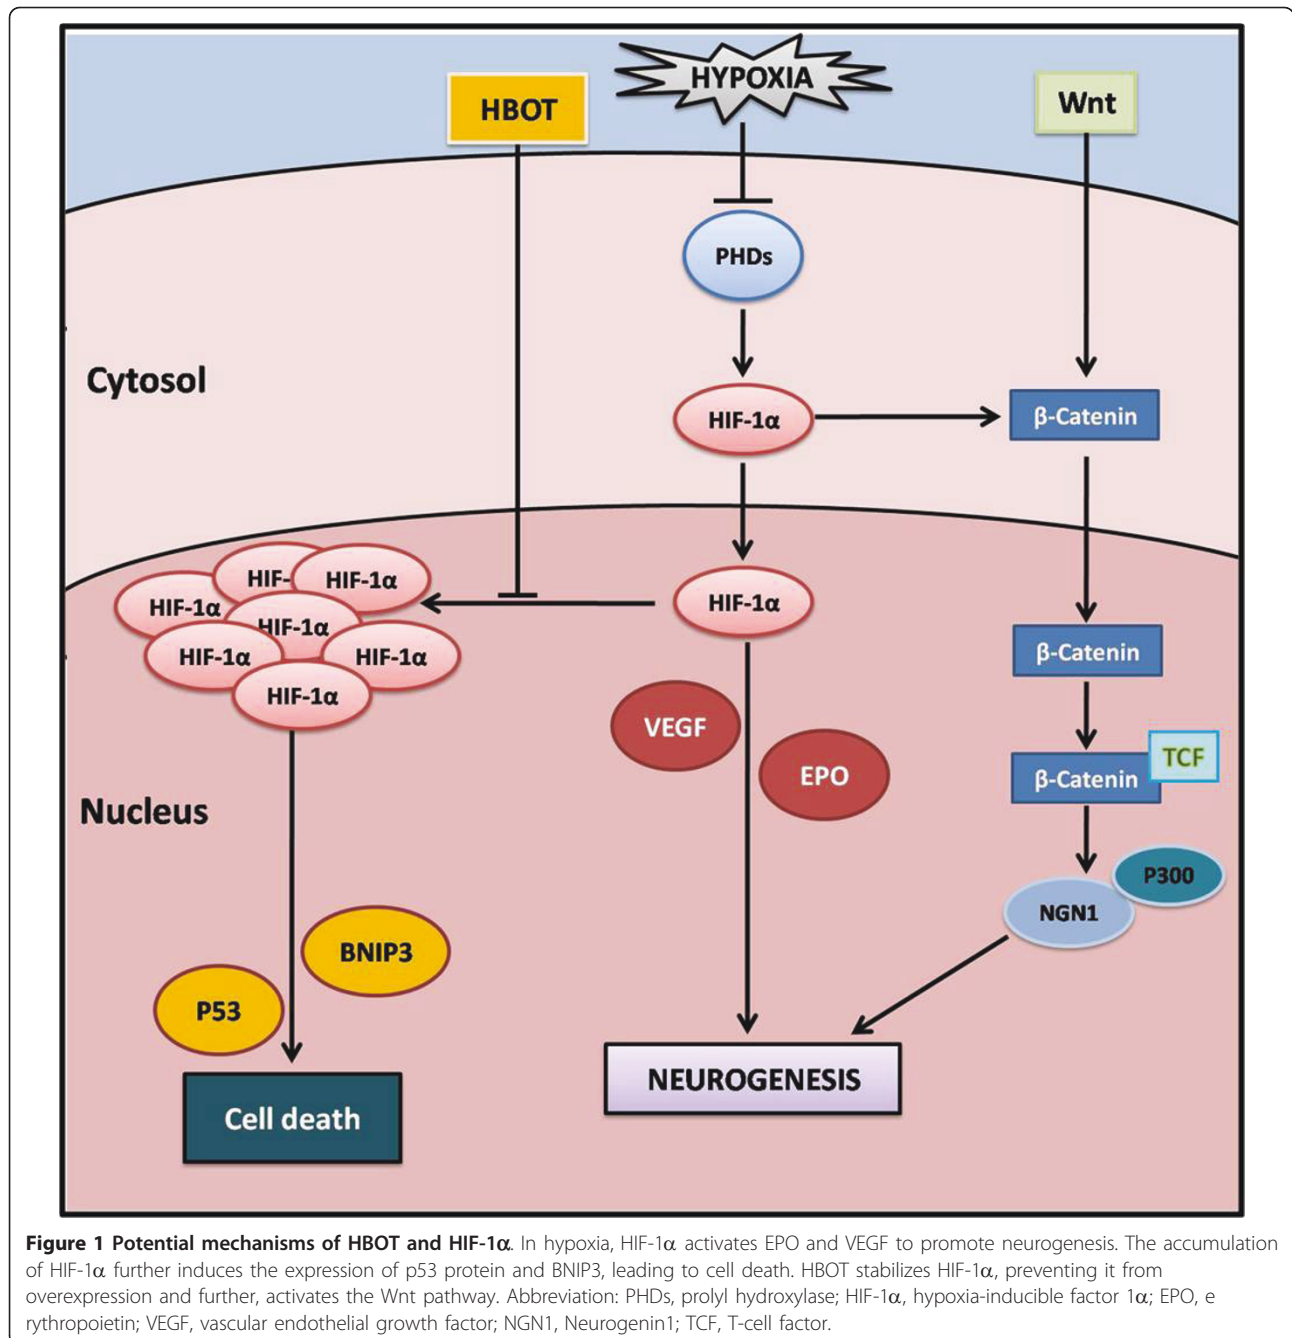 HYPOXIA
HBOT
Wnt
PHDs
Cytosol
HIF-1α
β-Catenin
HIF-
HIF-1α
HIF-1α
HIF-1α
HIF-1α
HIF-1α
HIF-1α
HIF-1α
β-Catenin
VEGF
EPO
TCF
β-Catenin
Nucleus
P300
NGN1
BNIP3
P53
NEUROGENESIS
Cell death
Figure 1 Potential mechanisms of HBOT and HIF-1α. In hypoxia, HIF-1α activates EPO and VEGF to promote neurogenesis. The accumulation
of HIF-1α further induces the expression of p53 protein and BNIP3, leading to cell death. HBOT stabilizes HIF-1α, preventing it from
overexpression and further, activates the Wnt pathway. Abbreviation: PHDs, prolyl hydroxylase; HIF-1α, hypoxia-inducible factor 1α; EPO, e
rythropoietin; VEGF, vascular endothelial growth factor; NGN1, Neurogenin1; TCF, T-cell factor.